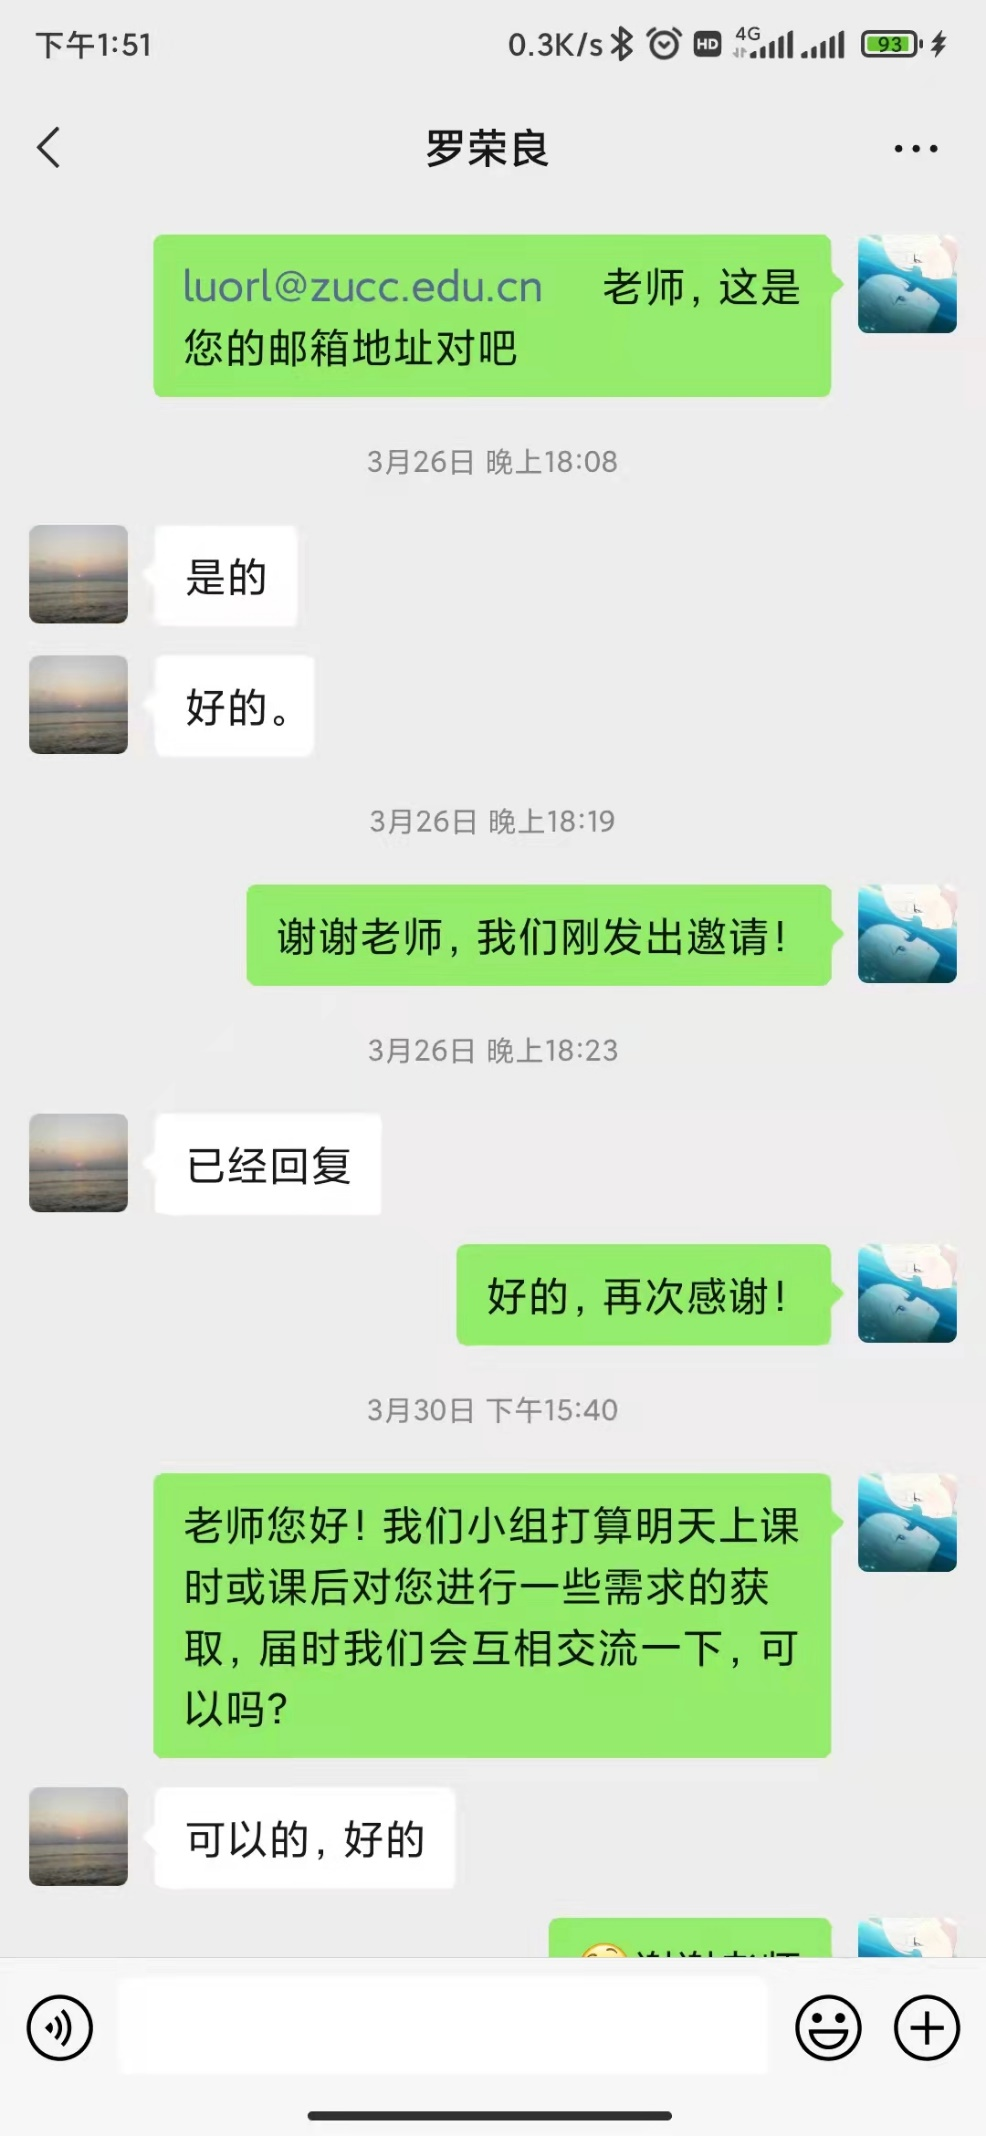 下午1:51
0.3K/s HD 4G 93
罗荣良
luorl@zucc.edu.cn 老师，这是
您的邮箱地址对吧
3月26日 晚上18:08
是的
好的。
3月26日 晚上18:19
谢谢老师，我们刚发出邀请！
3月26日 晚上18:23
已经回复
好的，再次感谢！
3月30日 下午15:40
老师您好！我们小组打算明天上课
时或课后对您进行一些需求的获
取，届时我们会互相交流一下，可
以吗？
可以的，好的